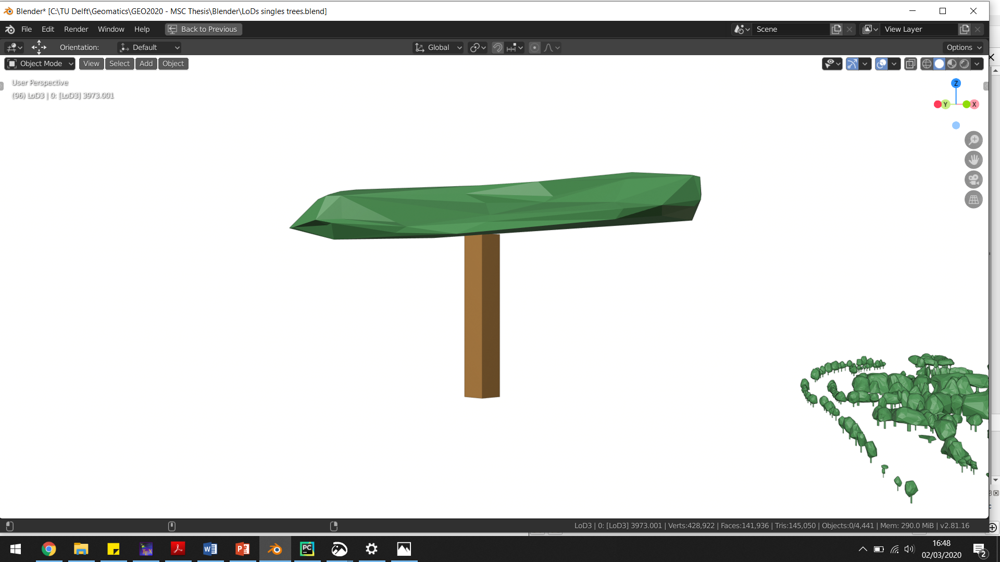 Blender* [C:\TU Delft\Geomatics\GEO2020 - MSC Thesis\Blender\LoDs singles trees.blend]
File Edit Render Window Help Back to Previous Scene View Layer
Orientation: Default Global Options
Object Mode View Select Add Object
User Perspective
(96) LoD3 | 0: [LoD3] 3973.001
Z
Y X
LoD3 | 0: [LoD3] 3973.001 | Verts:428,922 | Faces:141,936 | Tris:145,050 | Objects:0/4,441 | Mem: 290.0 MiB | v2.81.16
TEX W P PC
16:48
02/03/2020
2